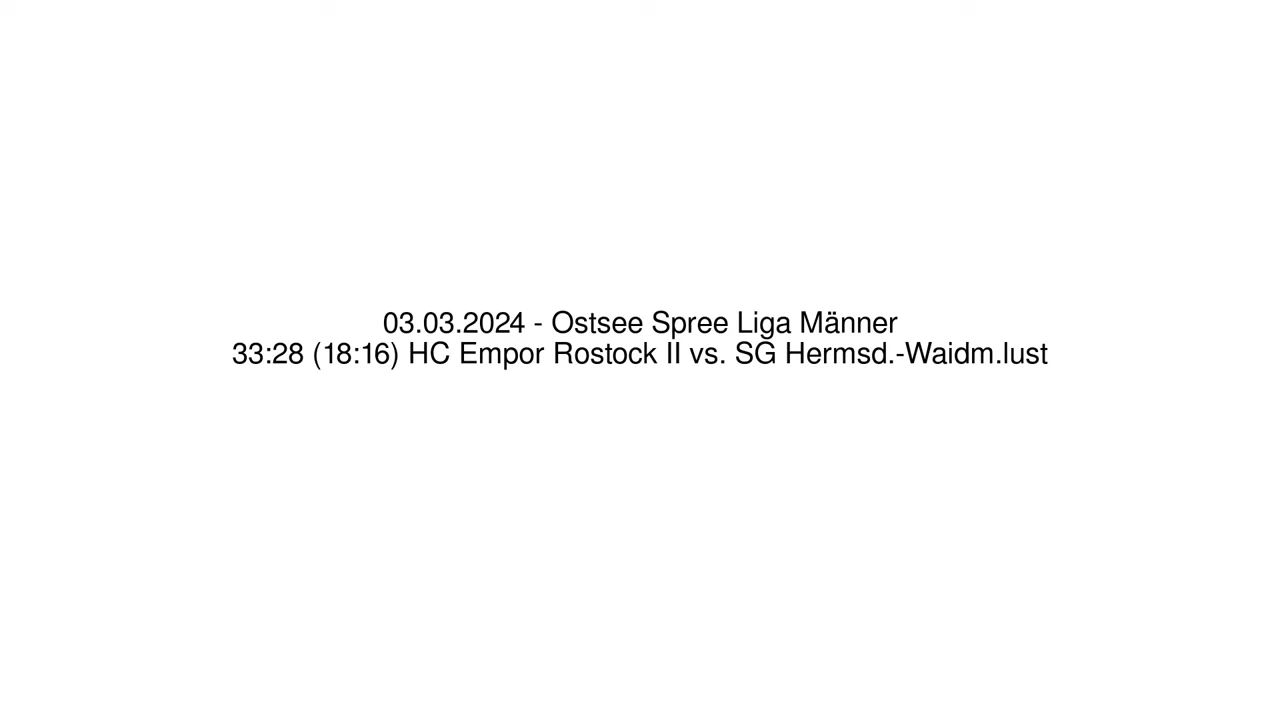 03.03.2024 - Ostsee Spree Liga Männer
33:28 (18:16) HC Empor Rostock II vs. SG Hermsd.-Waidm.lust